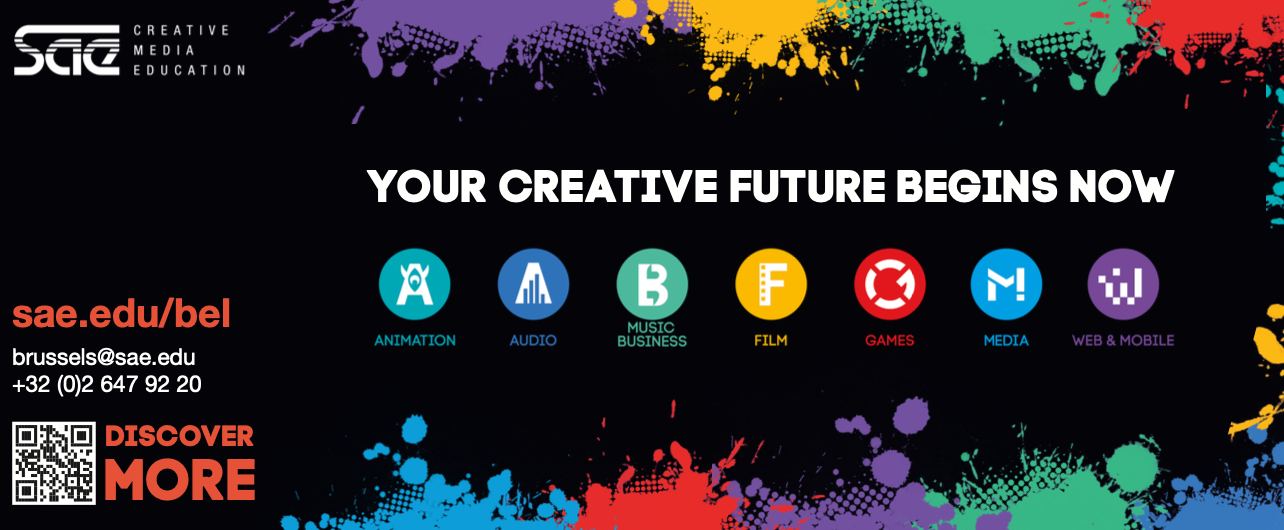 sae
CREATIVE
MEDIA
EDUCATION
YOUR CREATIVE FUTURE BEGINS NOW
ANIMATION
AUDIO
MUSIC
BUSINESS
FILM
GAMES
MEDIA
WEB & MOBILE
sae.edu/bel
brussels@sae.edu
+32 (0)2 647 92 20
DISCOVER
MORE